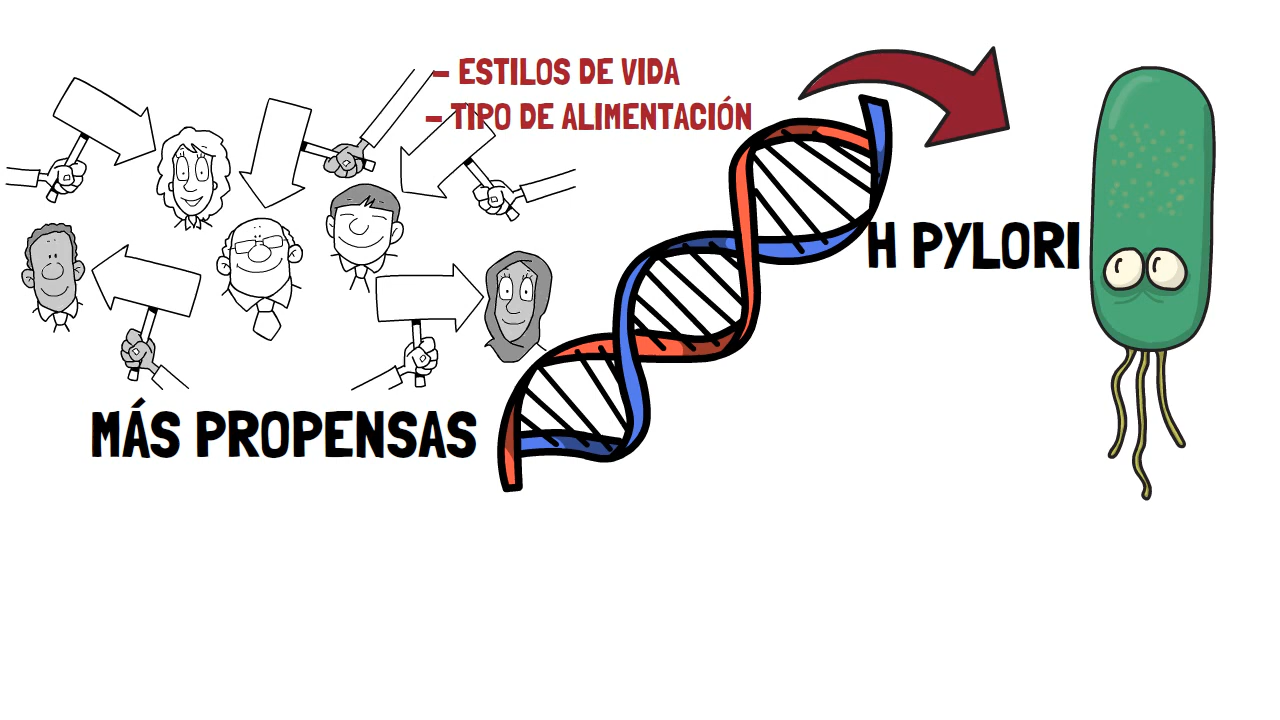 - ESTILOS DE VIDA
- TIPO DE ALIMENTACIÓN
H PYLORI
MÁS PROPENSAS